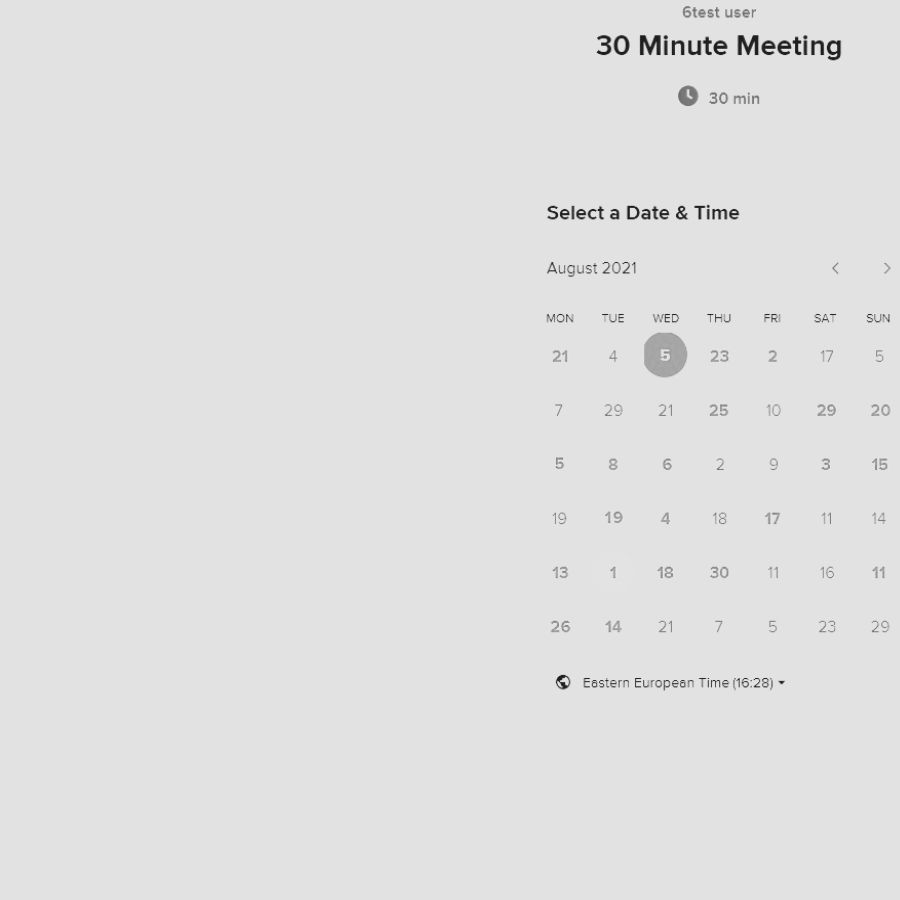 6test user
30 Minute Meeting
30 min
Select a Date & Time
August 2021
MON TUE WED THU FRI SAT SUN
21 4 5 23 2 17 5
7 29 21 25 10 29 20
5 8 6 2 9 3 15
19 19 4 18 17 11 14
13 1 18 30 11 16 11
26 14 21 7 5 23 29
Eastern European Time (16:28)